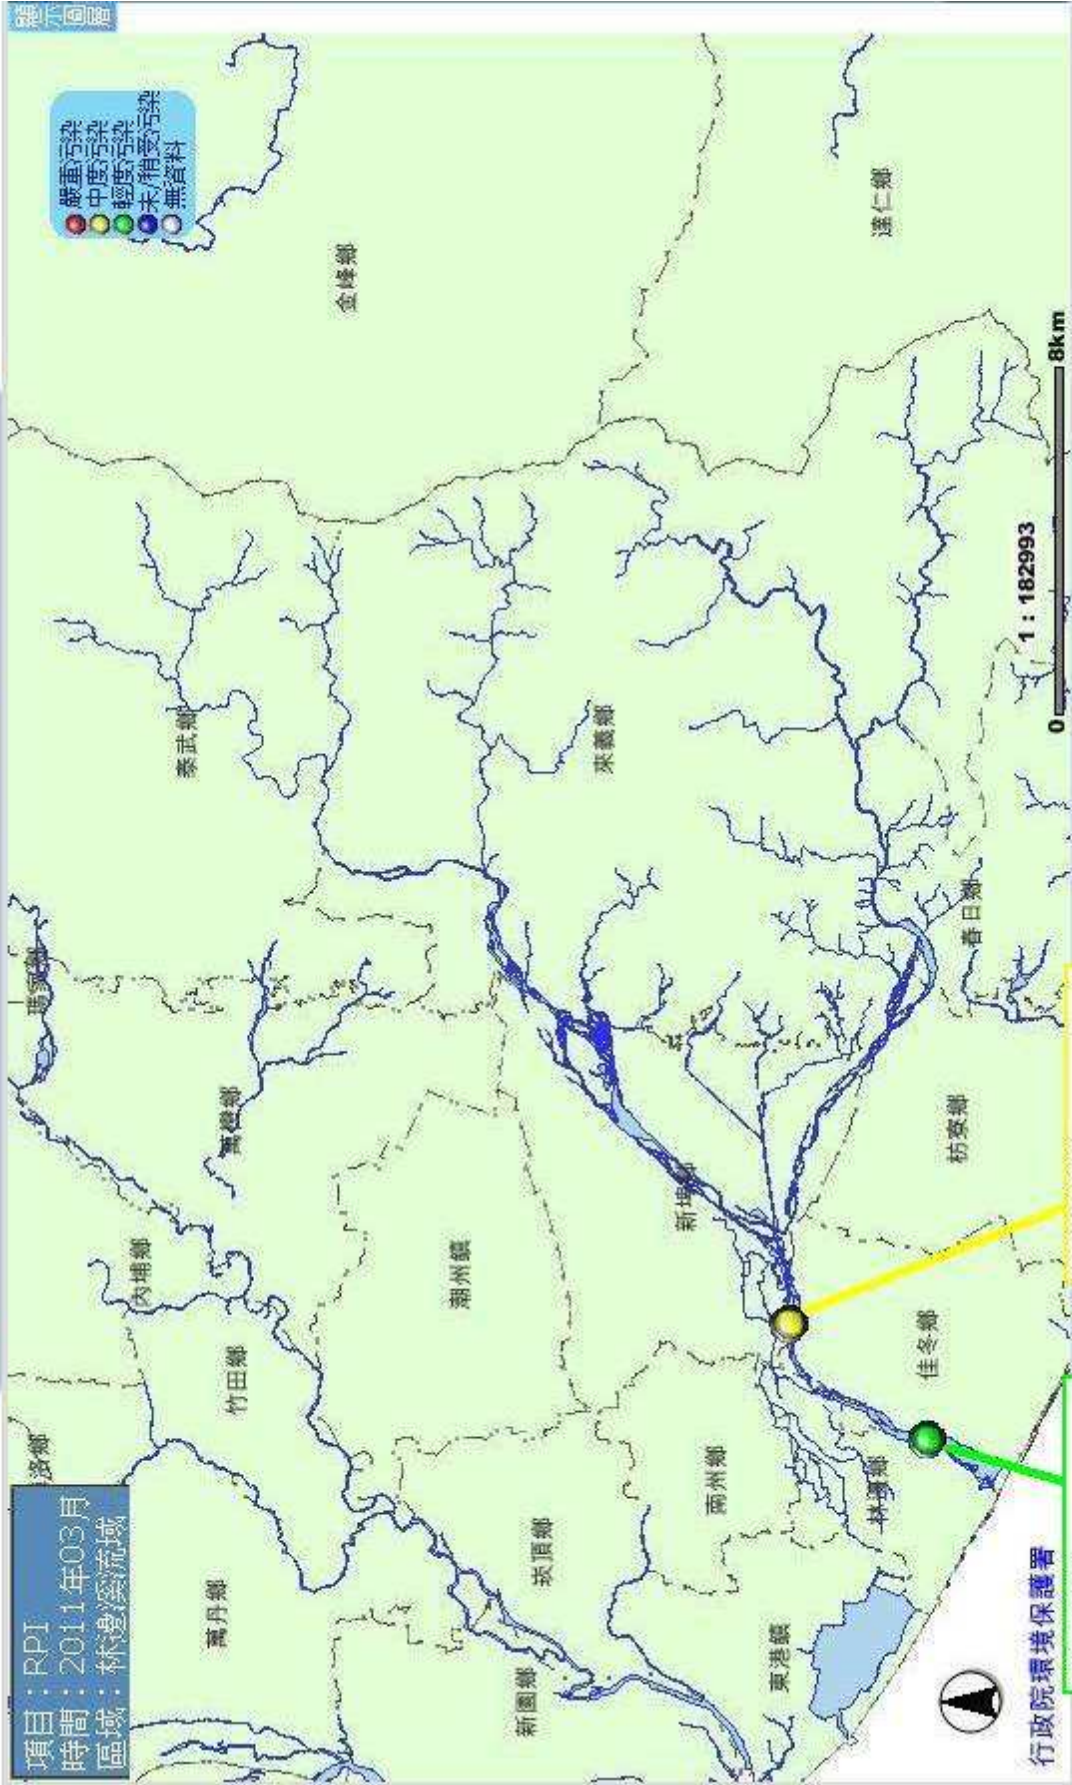 項目：RPI
時間：2011年03月
區域：林邊溪流域
顯示圖層
嚴重污染
中度污染
輕度污染
未/稍受污染
無資料
內埔鄉
竹田鄉
萬丹鄉
萬巒鄉
泰武鄉
金峰鄉
潮州鎮
崁頂鄉
新園鄉
來義鄉
新埤鄉
南州鄉
東港鎮
林邊鄉
佳冬鄉
枋寮鄉
春日鄉
達仁鄉
1 : 182993
0
8km
行政院環境保護署